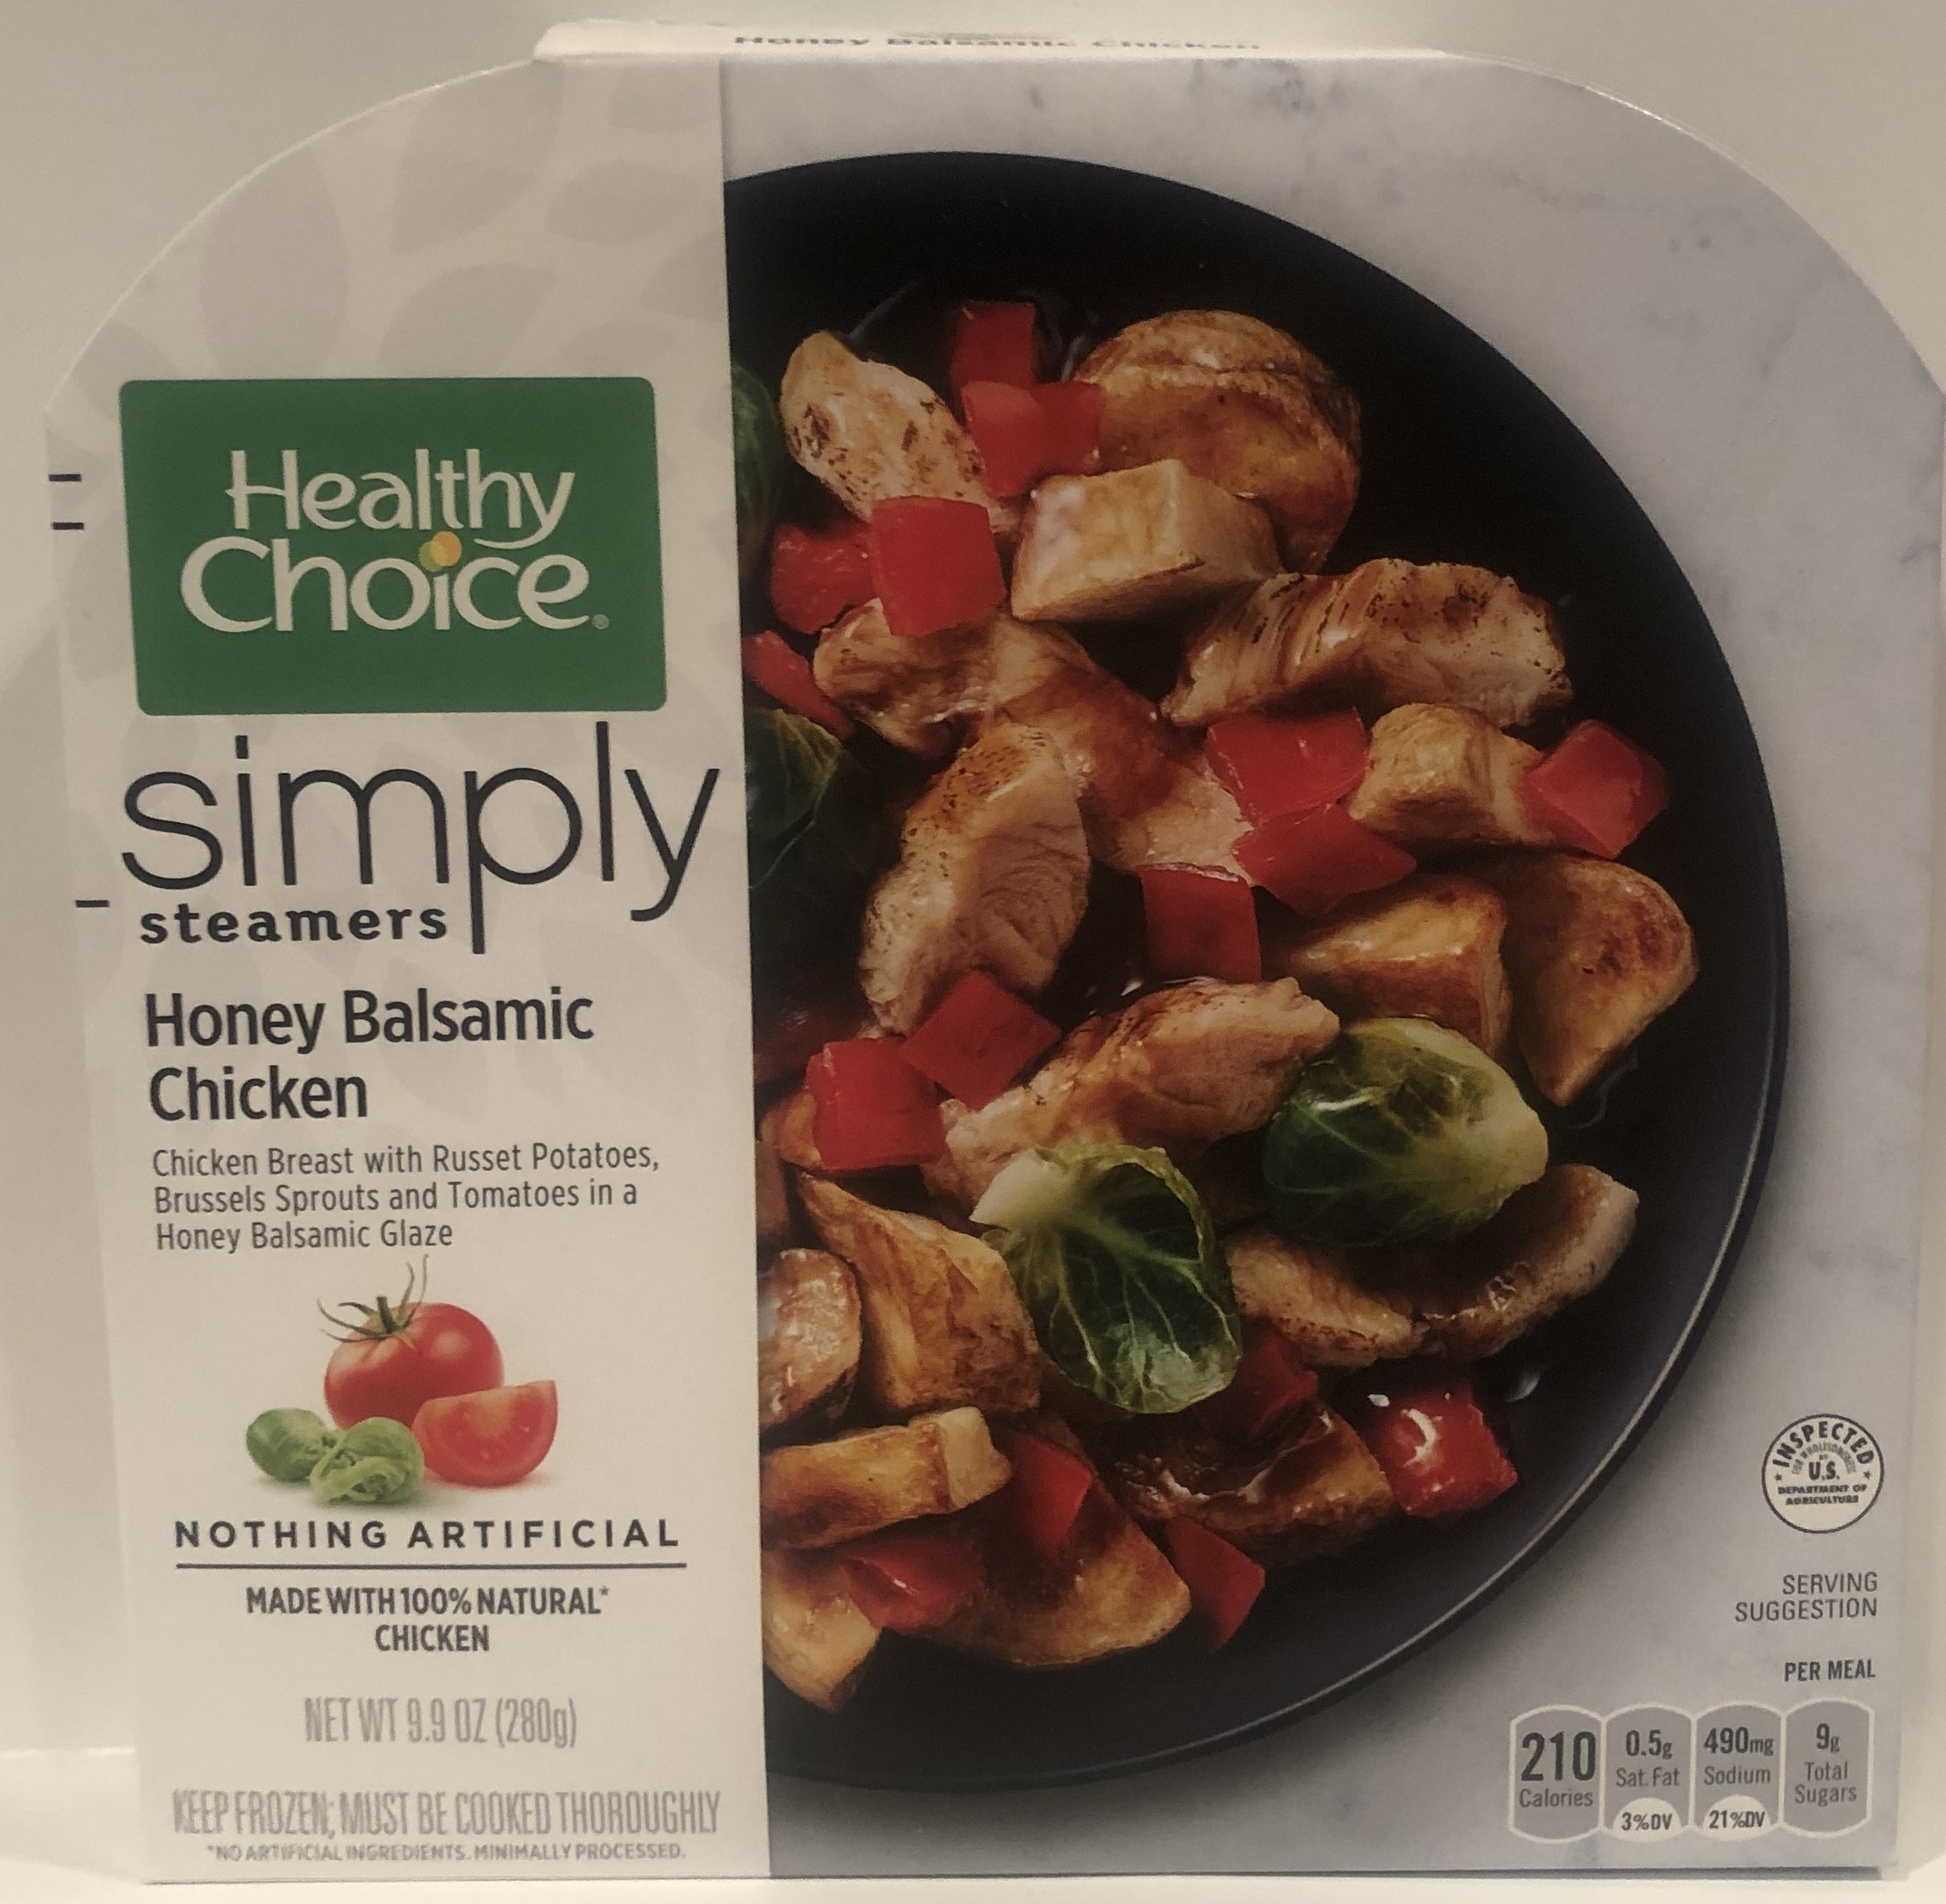 Honey Balsamic Chicken
Healthy
Choice®
simply
steamers
Honey Balsamic
Chicken
Chicken Breast with Russet Potatoes,
Brussels Sprouts and Tomatoes in a
Honey Balsamic Glaze
NOTHING ARTIFICIAL
MADE WITH 100% NATURAL*
CHICKEN
NET WT 9.9 OZ (280g)
KEEP FROZEN; MUST BE COOKED THOROUGHLY
*NO ARTIFICIAL INGREDIENTS. MINIMALLY PROCESSED.
INSPECTED
FOR WHOLESOMENESS
BY
U.S.
DEPARTMENT OF
AGRICULTURE
SERVING
SUGGESTION
PER MEAL
210
Calories
0.5g
Sat. Fat
3%DV
490mg
Sodium
21%DV
9g
Total
Sugars